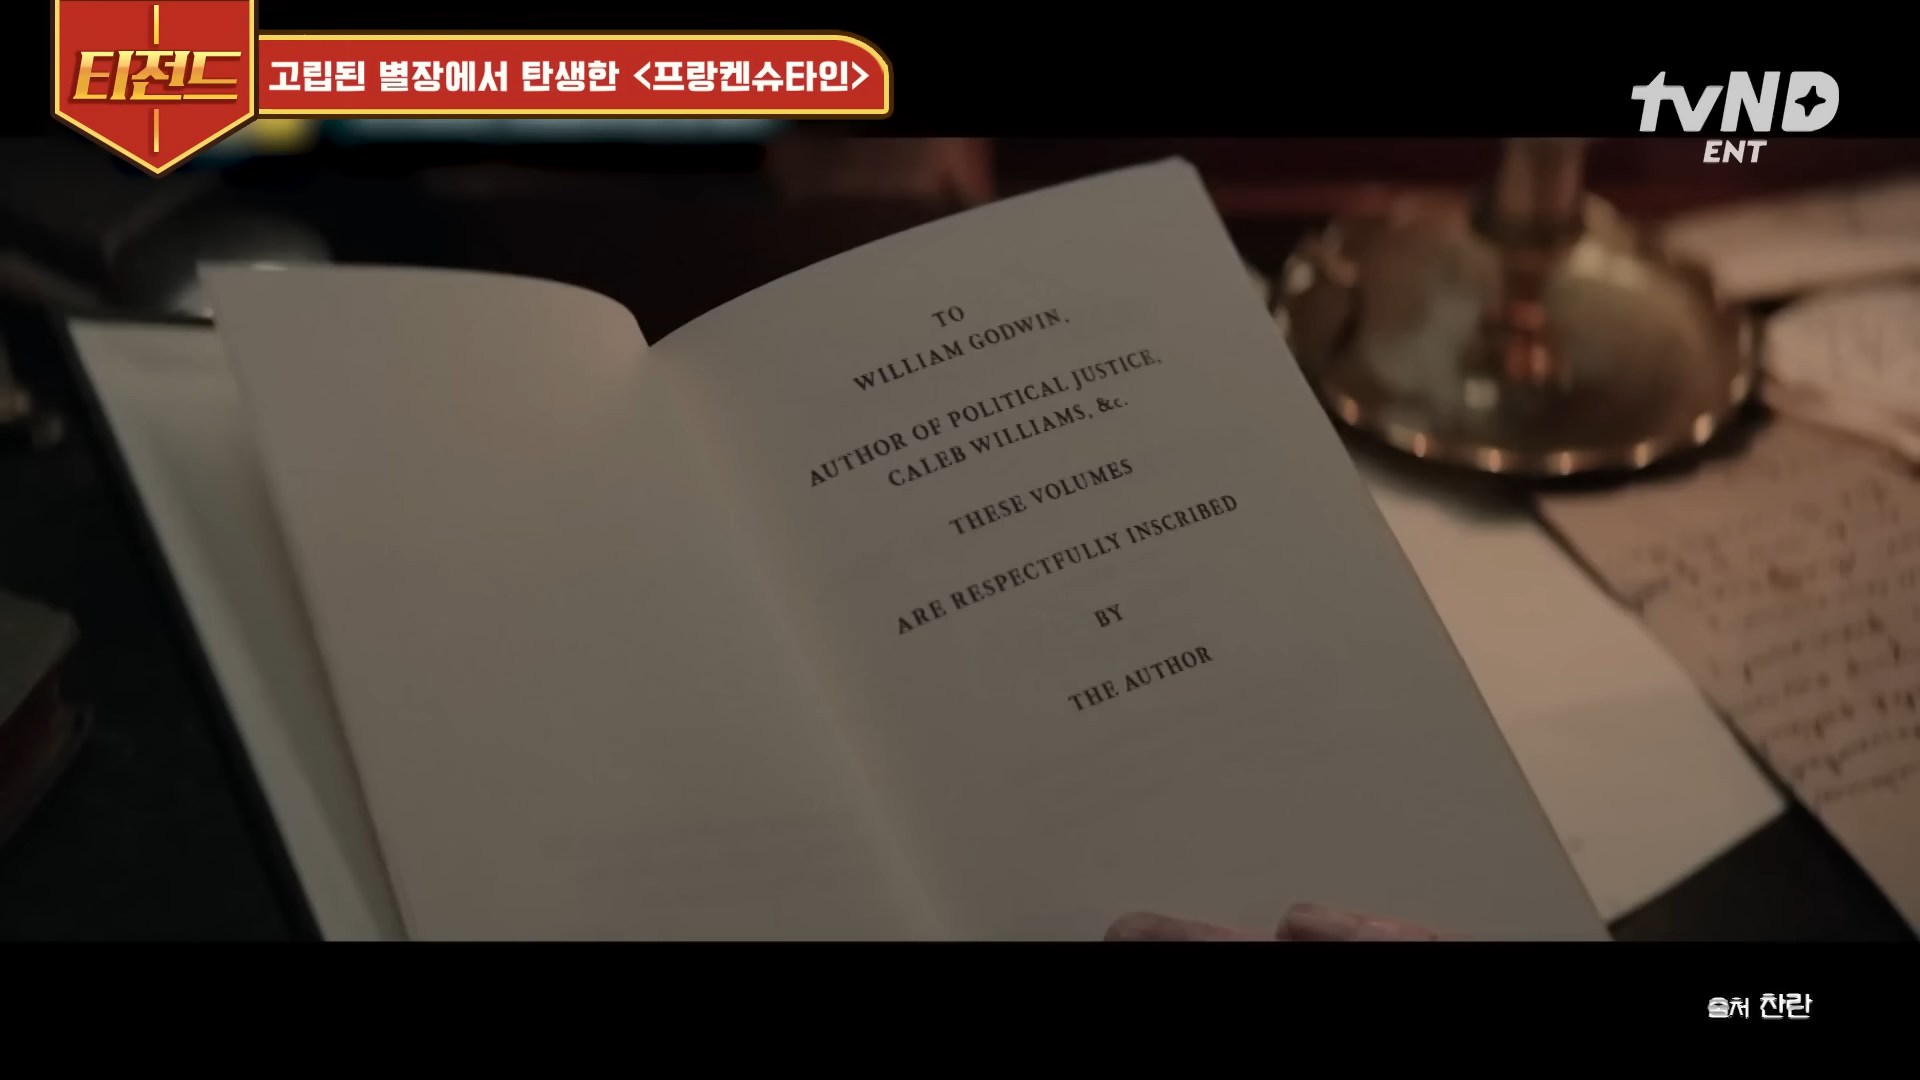 티전드
고립된 별장에서 탄생한 <프랑켄슈타인>
tvND
ENT
TO
WILLIAM GODWIN,
AUTHOR OF POLITICAL JUSTICE,
CALEB WILLIAMS, &c.
THESE VOLUMES
ARE RESPECTFULLY INSCRIBED
BY
THE AUTHOR
출처 찬란